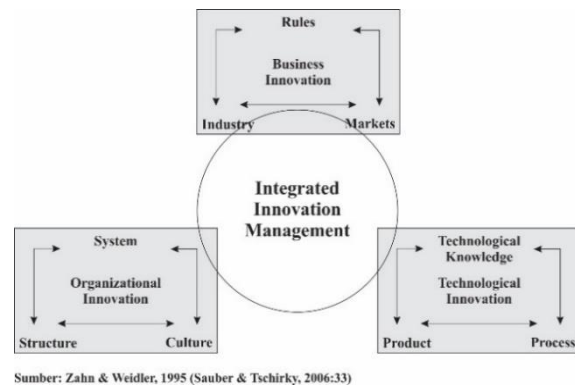 Rules
Business
Innovation
Industry Markets
Integrated
Innovation
Management
System
Organizational
Innovation
Structure Culture
Technological
Knowledge
Technological
Innovation
Product Process
Sumber: Zahn & Weidler, 1995 (Sauber & Tschirky, 2006:33)